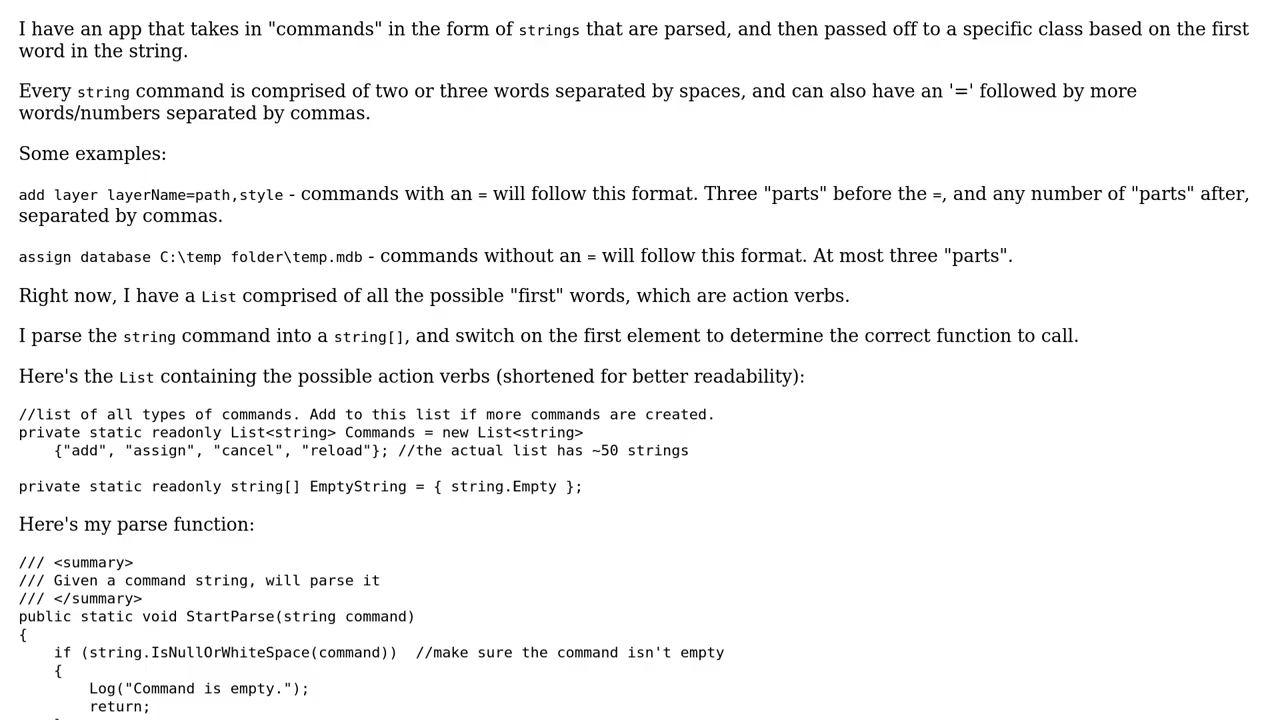 I have an app that takes in "commands" in the form of strings that are parsed, and then passed off to a specific class based on the first
word in the string.
Every string command is comprised of two or three words separated by spaces, and can also have an '=' followed by more
words/numbers separated by commas.
Some examples:
add layer layerName=path,style - commands with an = will follow this format. Three "parts" before the =, and any number of "parts" after,
separated by commas.
assign database C:\temp folder\temp.mdb - commands without an = will follow this format. At most three "parts".
Right now, I have a List comprised of all the possible "first" words, which are action verbs.
I parse the string command into a string[], and switch on the first element to determine the correct function to call.
Here's the List containing the possible action verbs (shortened for better readability):
//list of all types of commands. Add to this list if more commands are created.
private static readonly List<string> Commands = new List<string>
    {"add", "assign", "cancel", "reload"}; //the actual list has ~50 strings
private static readonly string[] EmptyString = { string.Empty };
Here's my parse function:
/// <summary>
/// Given a command string, will parse it
/// </summary>
public static void StartParse(string command)
{
    if (string.IsNullOrWhiteSpace(command))  //make sure the command isn't empty
    {
        Log("Command is empty.");
        return;